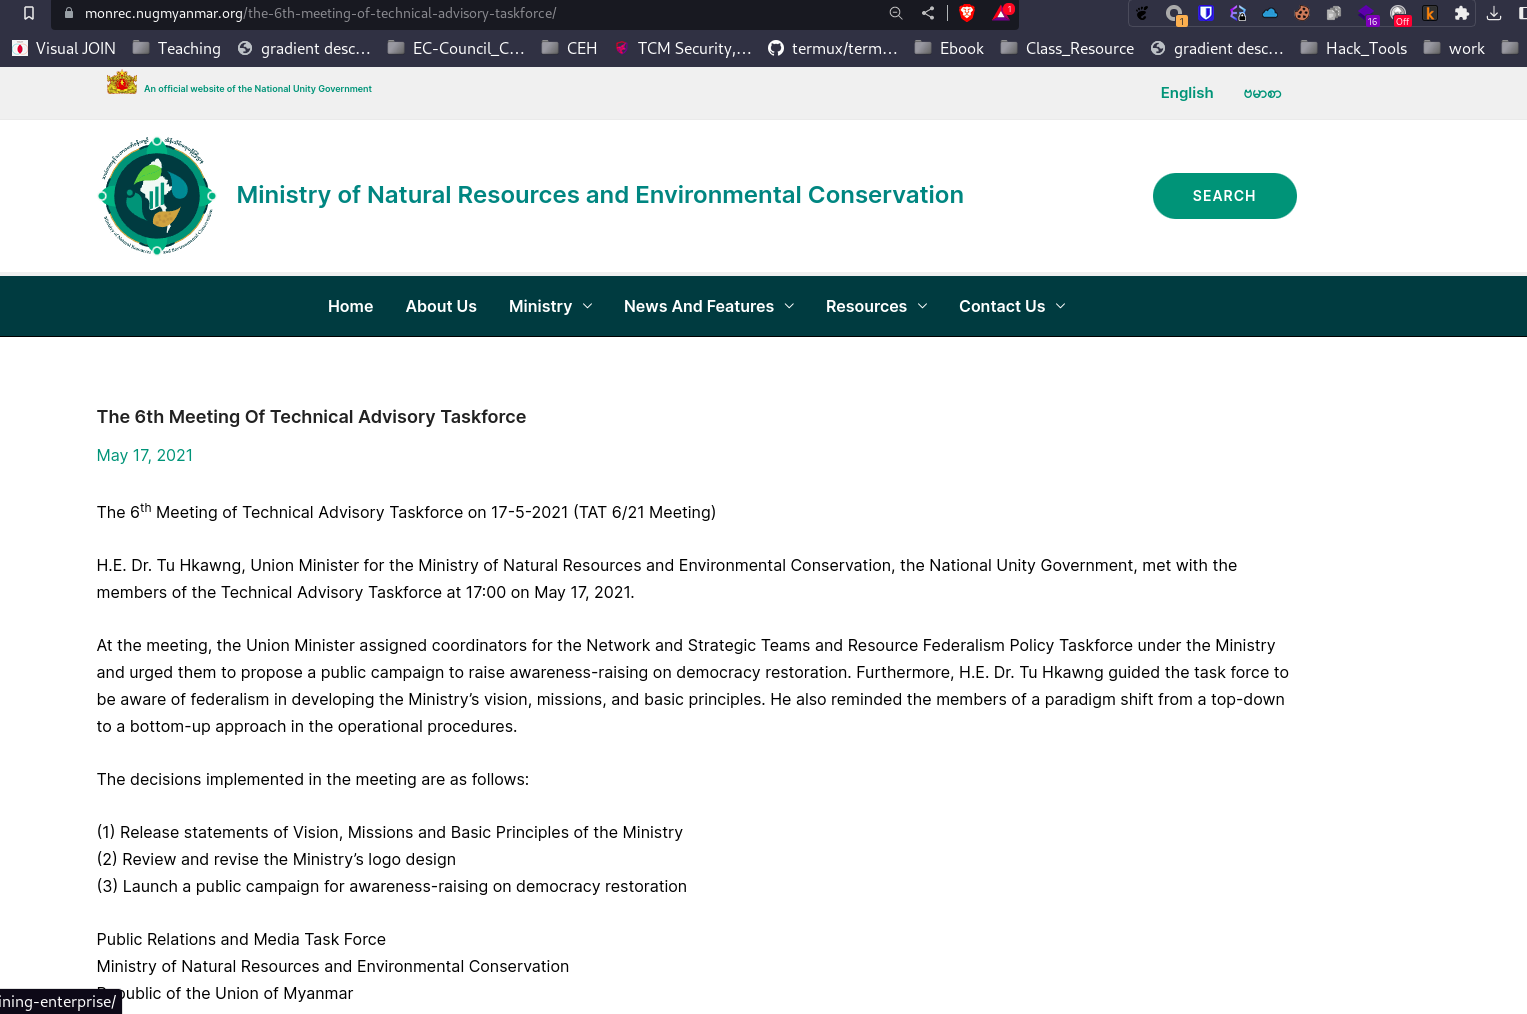 monrec.nugmyanmar.org/the-6th-meeting-of-technical-advisory-taskforce/
1
1
16
Off
k
Visual JOIN
Teaching
gradient desc...
EC-Council_C...
CEH
TCM Security,...
termux/term...
Ebook
Class_Resource
gradient desc...
Hack_Tools
work
An official website of the National Unity Government
English
ဗမာစာ
Ministry of Natural Resources and Environmental Conservation
SEARCH
Home
About Us
Ministry
News And Features
Resources
Contact Us
The 6th Meeting Of Technical Advisory Taskforce
May 17, 2021
The 6th Meeting of Technical Advisory Taskforce on 17-5-2021 (TAT 6/21 Meeting)
H.E. Dr. Tu Hkawng, Union Minister for the Ministry of Natural Resources and Environmental Conservation, the National Unity Government, met with the
members of the Technical Advisory Taskforce at 17:00 on May 17, 2021.
At the meeting, the Union Minister assigned coordinators for the Network and Strategic Teams and Resource Federalism Policy Taskforce under the Ministry
and urged them to propose a public campaign to raise awareness-raising on democracy restoration. Furthermore, H.E. Dr. Tu Hkawng guided the task force to
be aware of federalism in developing the Ministry’s vision, missions, and basic principles. He also reminded the members of a paradigm shift from a top-down
to a bottom-up approach in the operational procedures.
The decisions implemented in the meeting are as follows:
(1) Release statements of Vision, Missions and Basic Principles of the Ministry
(2) Review and revise the Ministry’s logo design
(3) Launch a public campaign for awareness-raising on democracy restoration
Public Relations and Media Task Force
Ministry of Natural Resources and Environmental Conservation
of the Union of Myanmar
ining-enterprise/